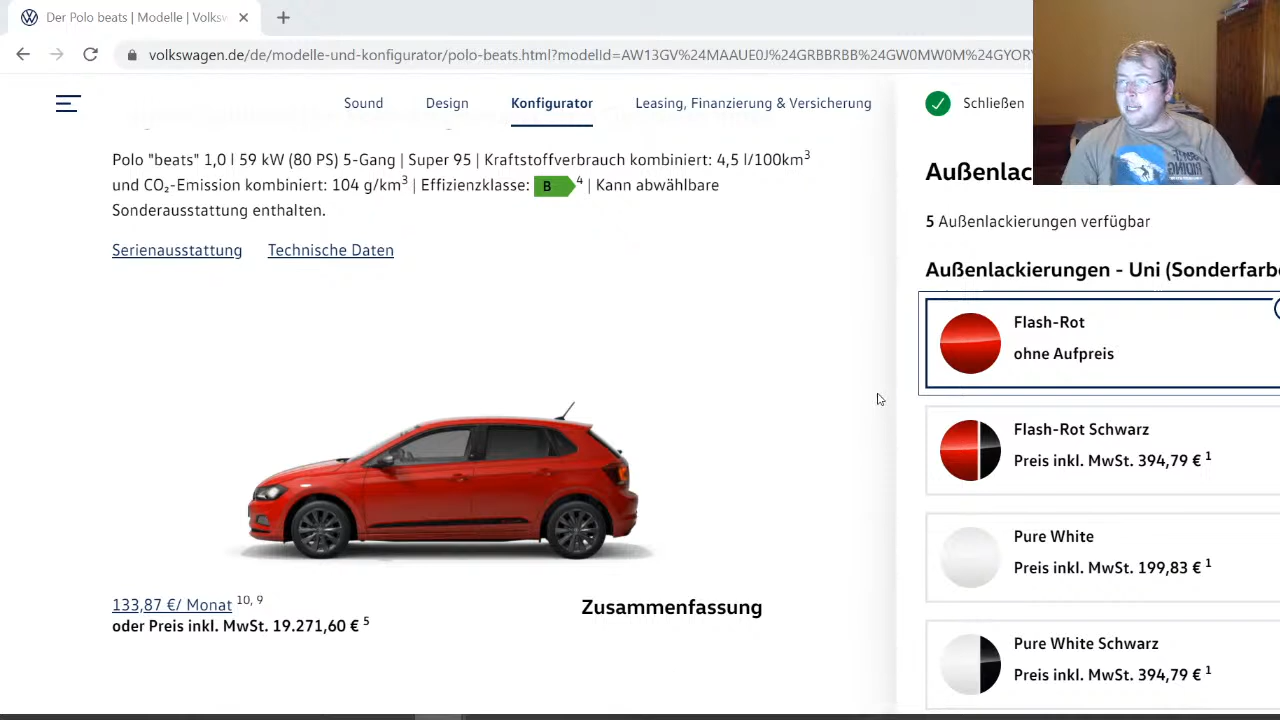 Der Polo beats | Modelle | Volksw
volkswagen.de/de/modelle-und-konfigurator/polo-beats.html?modelId=AW13GV%24MAAUE0J%24GRBBRBB%24GW0MW0M%24GYOR
Sound
Design
Konfigurator
Leasing, Finanzierung & Versicherung
Schließen
Polo "beats" 1,0 l 59 kW (80 PS) 5-Gang | Super 95 | Kraftstoffverbrauch kombiniert: 4,5 l/100km³
und CO₂-Emission kombiniert: 104 g/km³ | Effizienzklasse: B ⁴ | Kann abwählbare
Sonderausstattung enthalten.
Serienausstattung
Technische Daten
133,87 €/ Monat 10, 9
oder Preis inkl. MwSt. 19.271,60 € 5
Zusammenfassung
Außenlac
5 Außenlackierungen verfügbar
Außenlackierungen - Uni (Sonderfarbe
Flash-Rot
ohne Aufpreis
Flash-Rot Schwarz
Preis inkl. MwSt. 394,79 € 1
Pure White
Preis inkl. MwSt. 199,83 € 1
Pure White Schwarz
Preis inkl. MwSt. 394,79 € 1